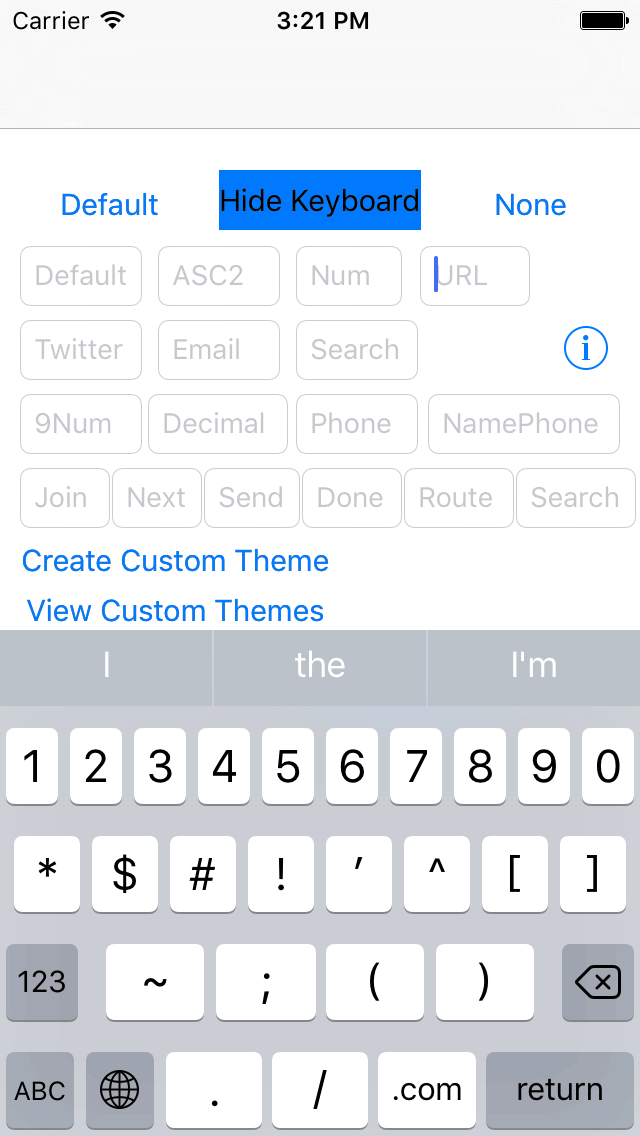 Carrier 3:21 PM
Default Hide Keyboard None
Default ASC2 Num URL
Twitter Email Search i
9Num Decimal Phone NamePhone
Join Next Send Done Route Search
Create Custom Theme
View Custom Themes
I the I'm
1 2 3 4 5 6 7 8 9 0
* $ # ! ’ ^ [ ]
123 ~ ; ( )
ABC . / .com return